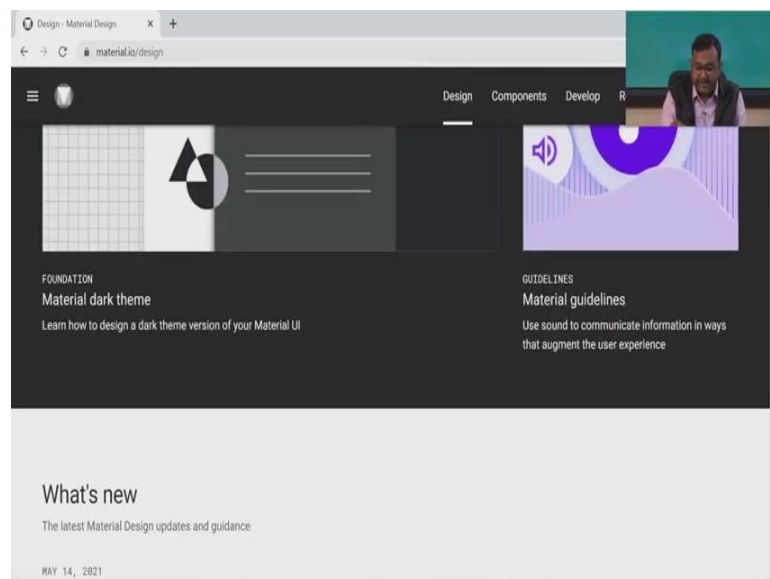 Design - Material Design
material.io/design
Design Components Develop R
FOUNDATION
Material dark theme
Learn how to design a dark theme version of your Material UI
GUIDELINES
Material guidelines
Use sound to communicate information in ways
that augment the user experience
What's new
The latest Material Design updates and guidance
MAY 14, 2021